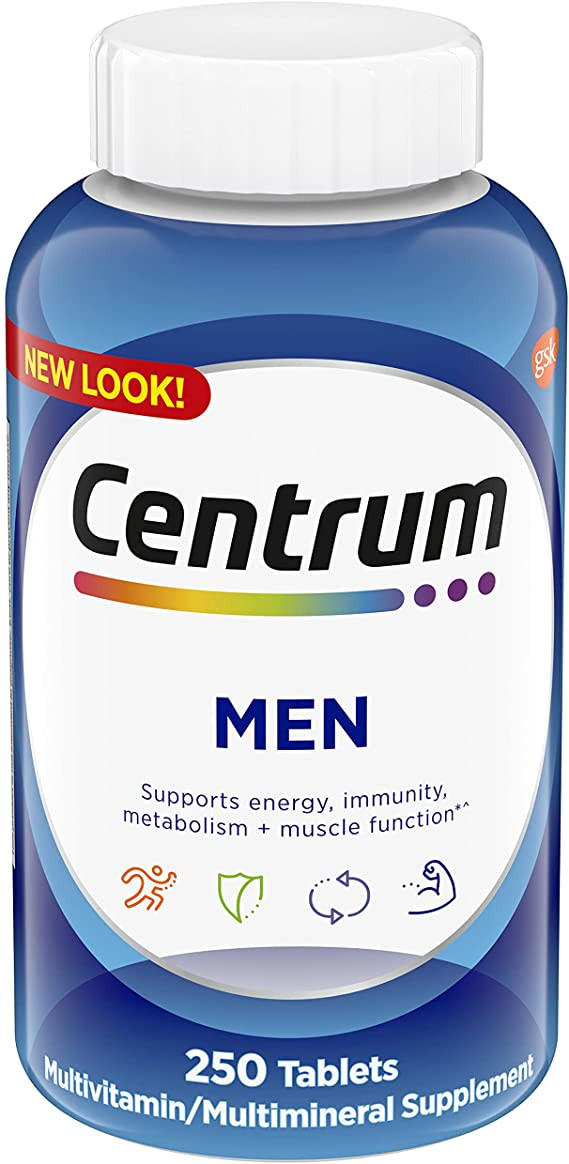 NEW LOOK!
gsk
Centrum
MEN
Supports energy, immunity,
metabolism + muscle function*^
250 Tablets
Multivitamin/Multimineral Supplement